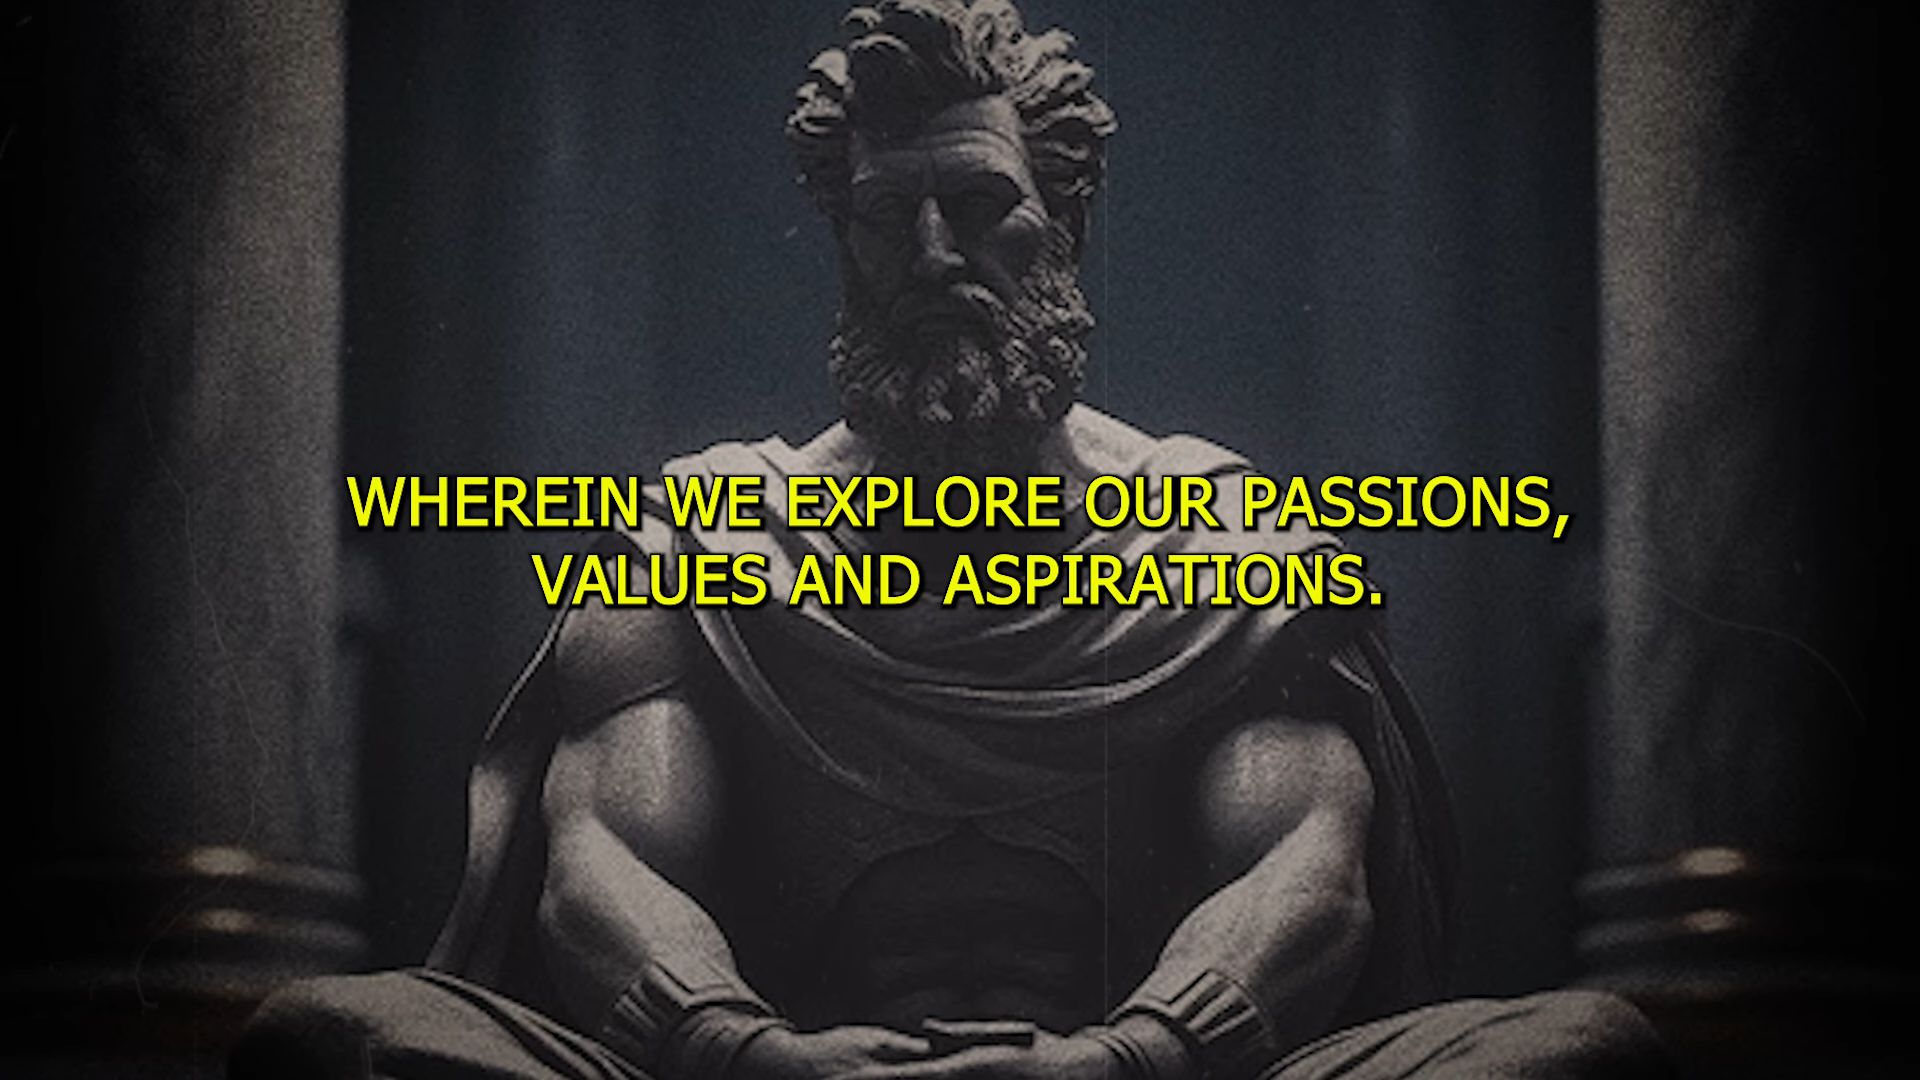 WHEREIN WE EXPLORE OUR PASSIONS,
VALUES AND ASPIRATIONS.